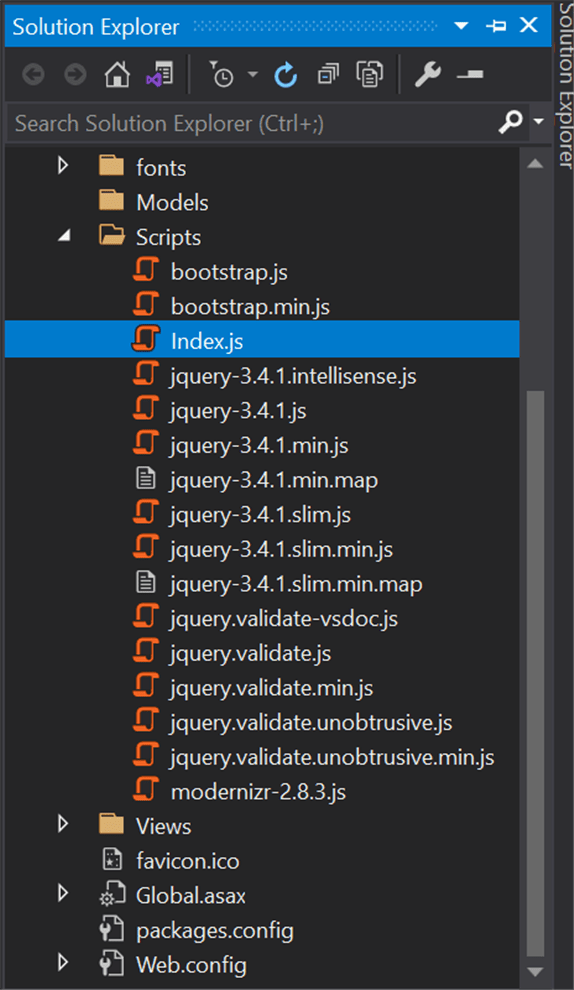 Solution Explorer
Search Solution Explorer (Ctrl+;)
fonts
Models
Scripts
bootstrap.js
bootstrap.min.js
Index.js
jquery-3.4.1.intellisense.js
jquery-3.4.1.js
jquery-3.4.1.min.js
jquery-3.4.1.min.map
jquery-3.4.1.slim.js
jquery-3.4.1.slim.min.js
jquery-3.4.1.slim.min.map
jquery.validate-vsdoc.js
jquery.validate.js
jquery.validate.min.js
jquery.validate.unobtrusive.js
jquery.validate.unobtrusive.min.js
modernizr-2.8.3.js
Views
favicon.ico
Global.asax
packages.config
Web.config
Solution Explorer